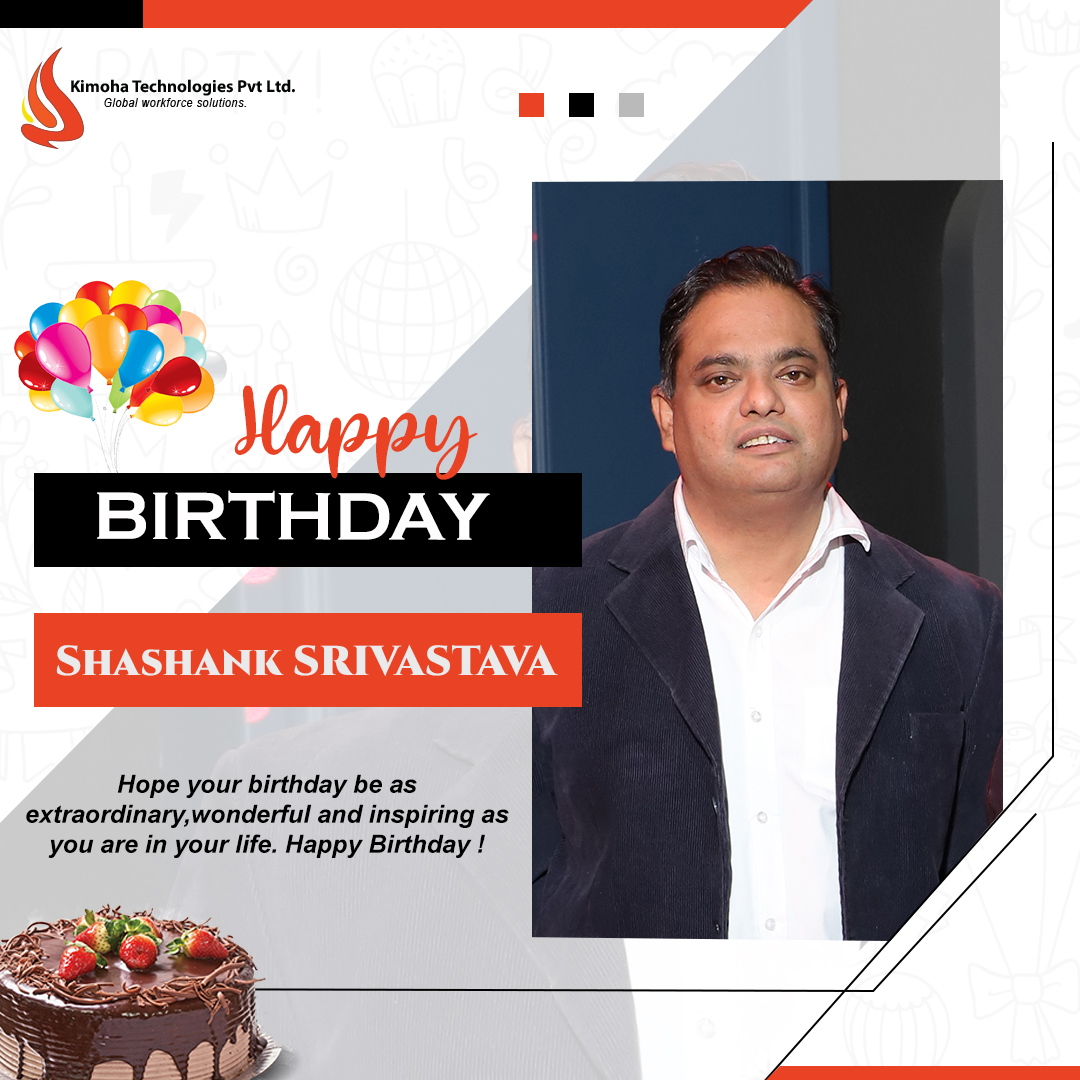 PARTY!
Kimoha Technologies Pvt Ltd.
Global workforce solutions.
Happy
BIRTHDAY
Shashank SRIVASTAVA
Hope your birthday be as
extraordinary,wonderful and inspiring as
you are in your life. Happy Birthday !